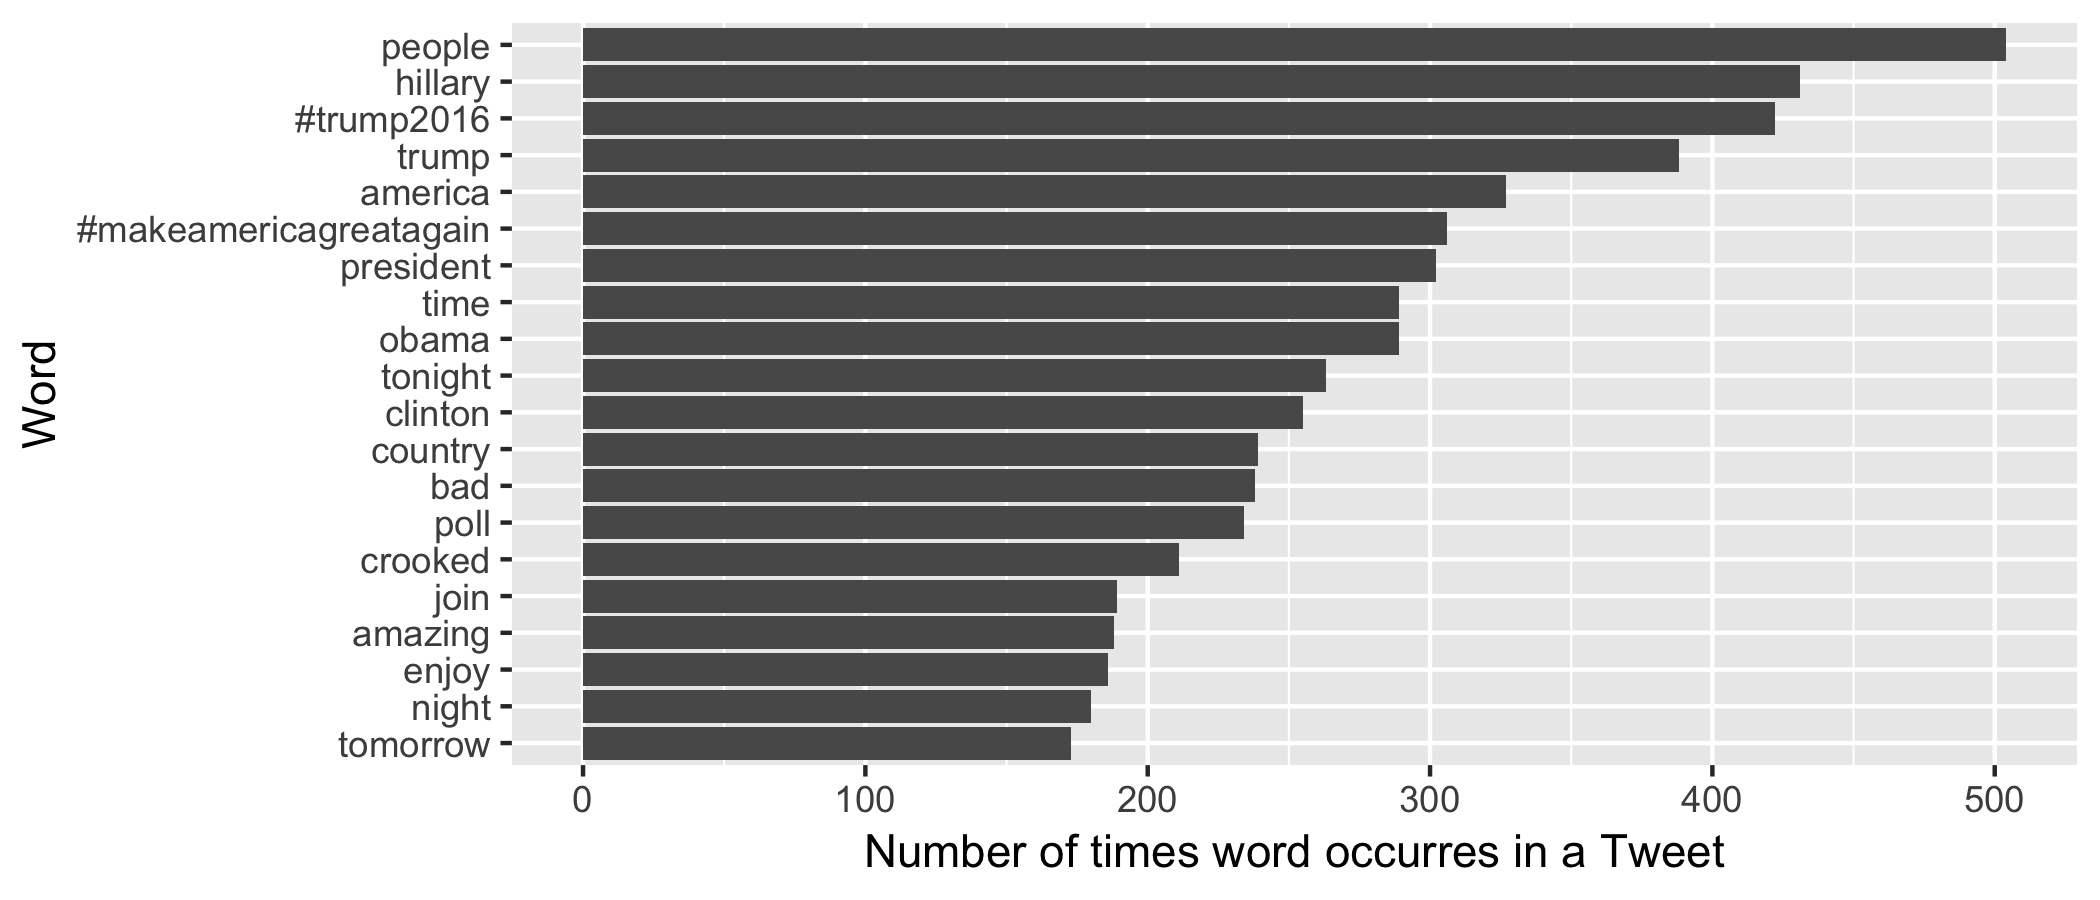 people
hillary
#trump2016
trump
america
#makeamericagreatagain
president
time
obama
tonight
clinton
country
bad
poll
crooked
join
amazing
enjoy
night
tomorrow
Word
0 100 200 300 400 500
Number of times word occurres in a Tweet